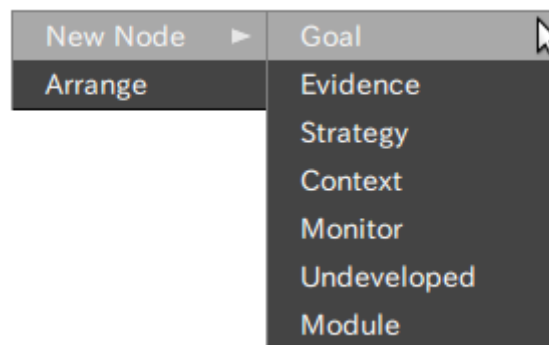 New Node ► Goal
Arrange Evidence
Strategy
Context
Monitor
Undeveloped
Module